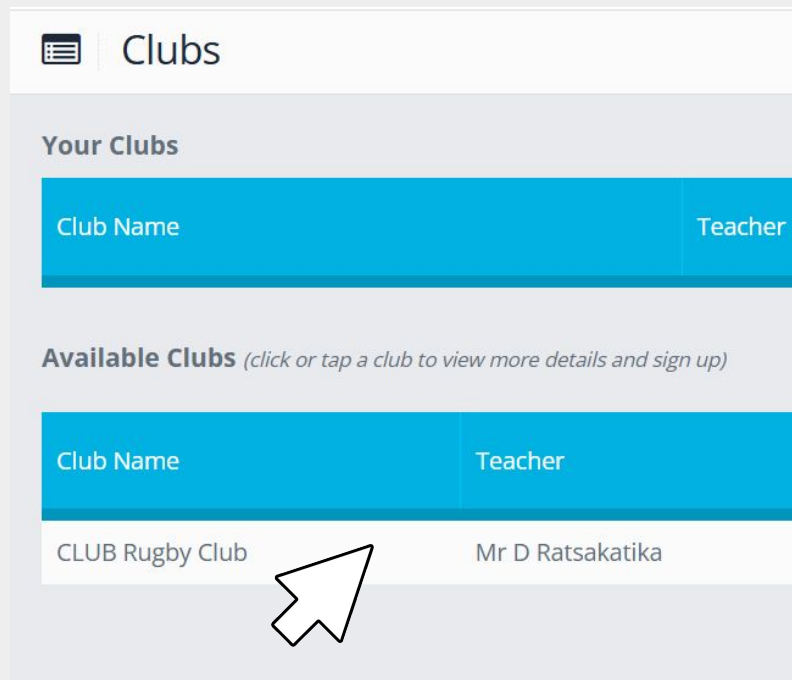 Clubs
Your Clubs
Club Name Teacher
Available Clubs (click or tap a club to view more details and sign up)
Club Name Teacher
CLUB Rugby Club Mr D Ratsakatika